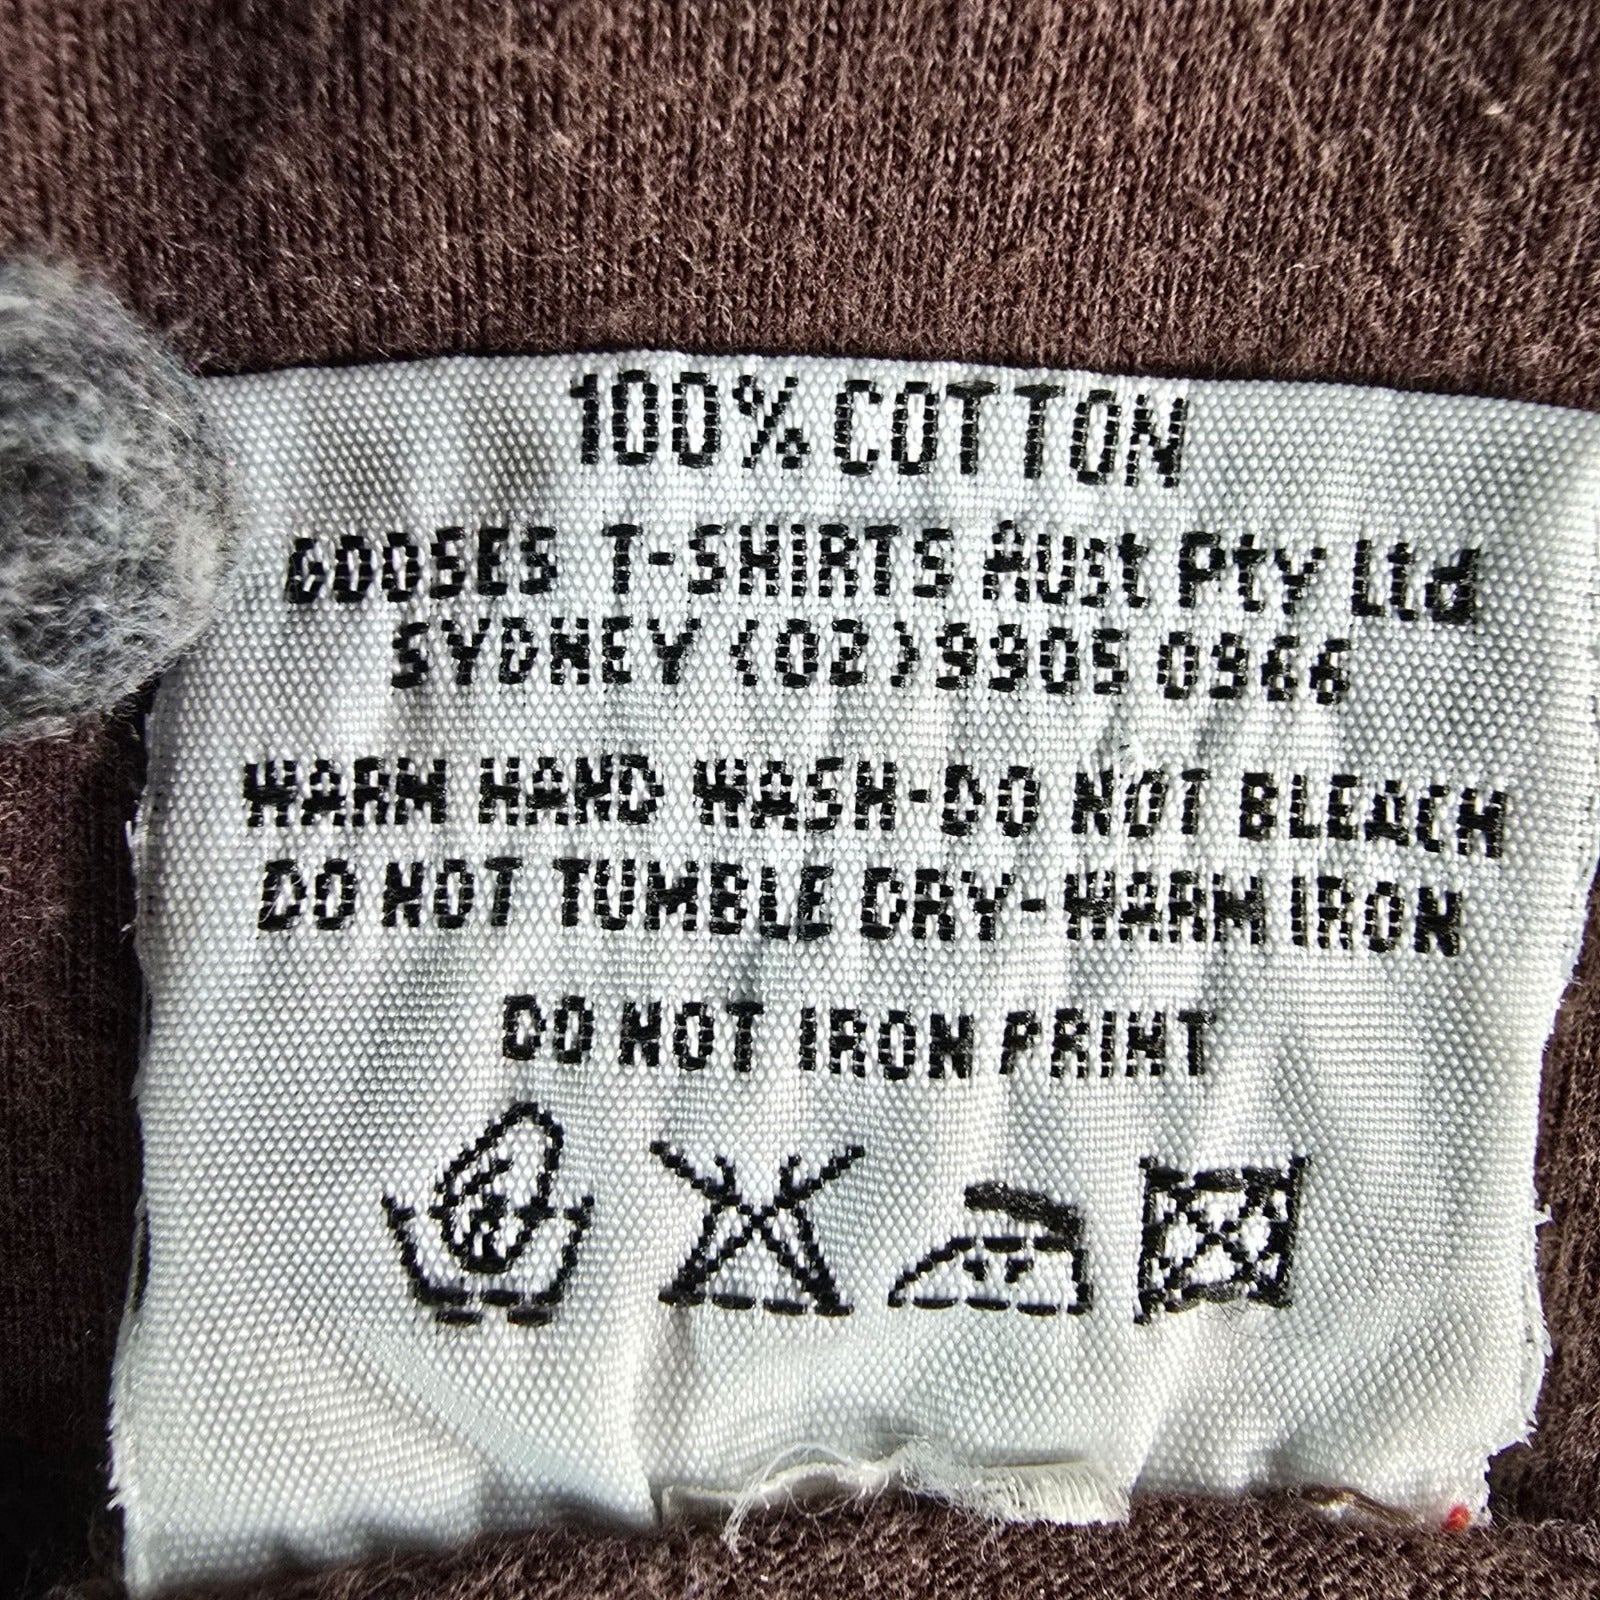 100% COTTON
GOOSES T-SHIRTS Aust Pty Ltd
SYDNEY (02) 9905 0966
WARM HAND WASH-DO NOT BLEACH
DO NOT TUMBLE DRY-WARM IRON
DO NOT IRON PRINT